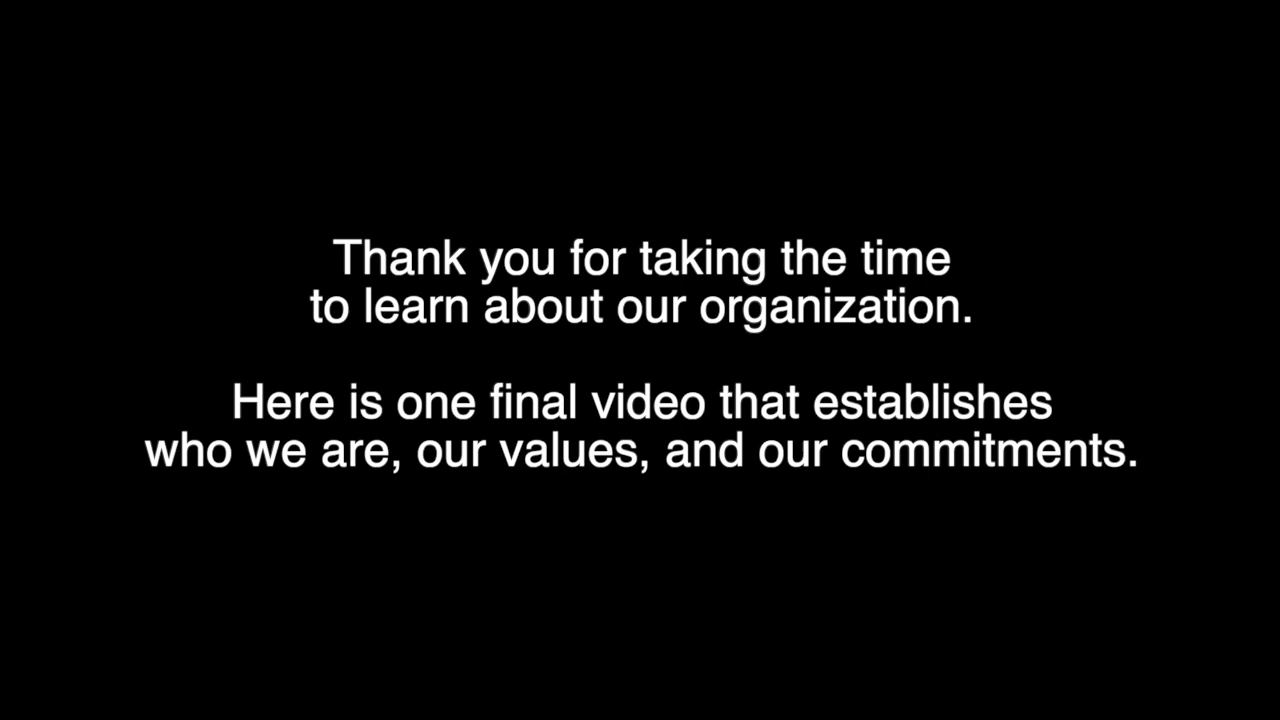 Thank you for taking the time
to learn about our organization.
Here is one final video that establishes
who we are, our values, and our commitments.